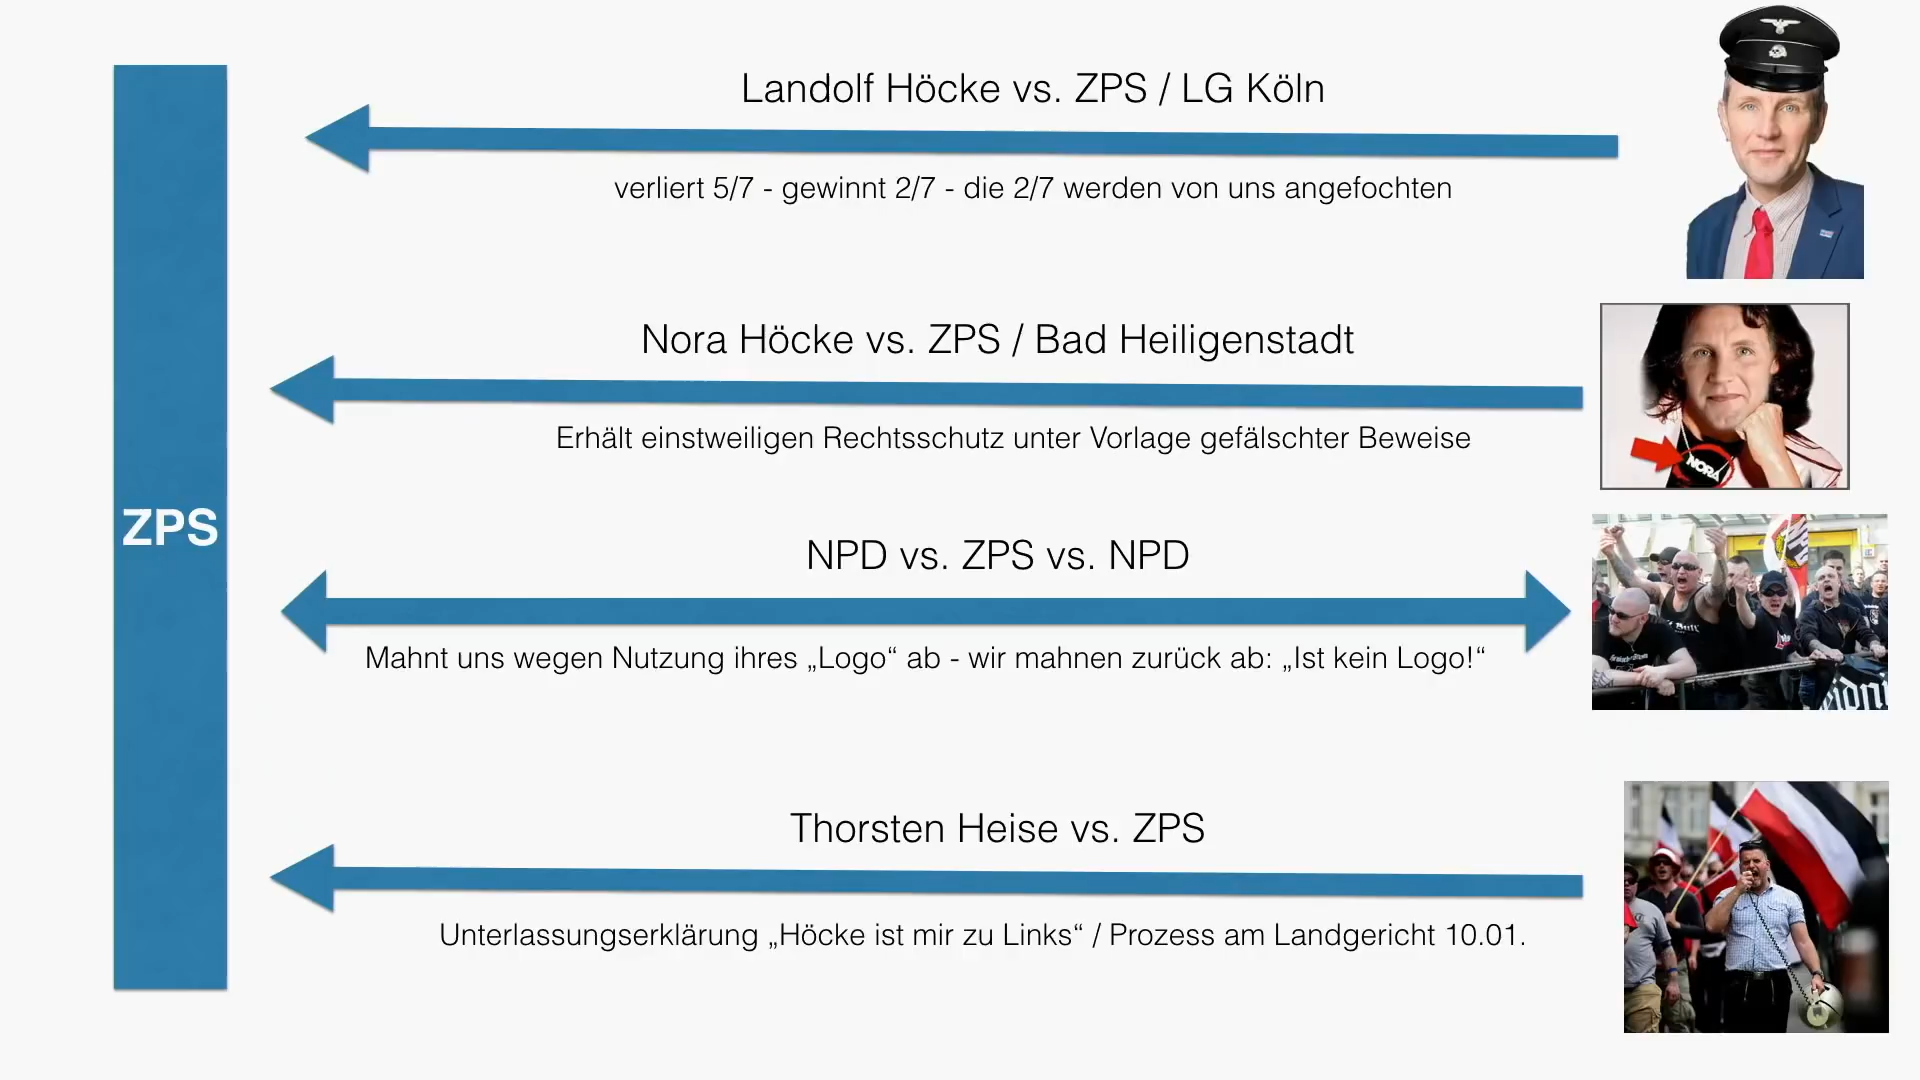 Landolf Höcke vs. ZPS / LG Köln
verliert 5/7 - gewinnt 2/7 - die 2/7 werden von uns angefochten
Nora Höcke vs. ZPS / Bad Heiligenstadt
Erhält einstweiligen Rechtsschutz unter Vorlage gefälschter Beweise
NORA
ZPS
NPD vs. ZPS vs. NPD
Mahnt uns wegen Nutzung ihres „Logo“ ab - wir mahnen zurück ab: „Ist kein Logo!“
Thorsten Heise vs. ZPS
Unterlassungserklärung „Höcke ist mir zu Links“ / Prozess am Landgericht 10.01.